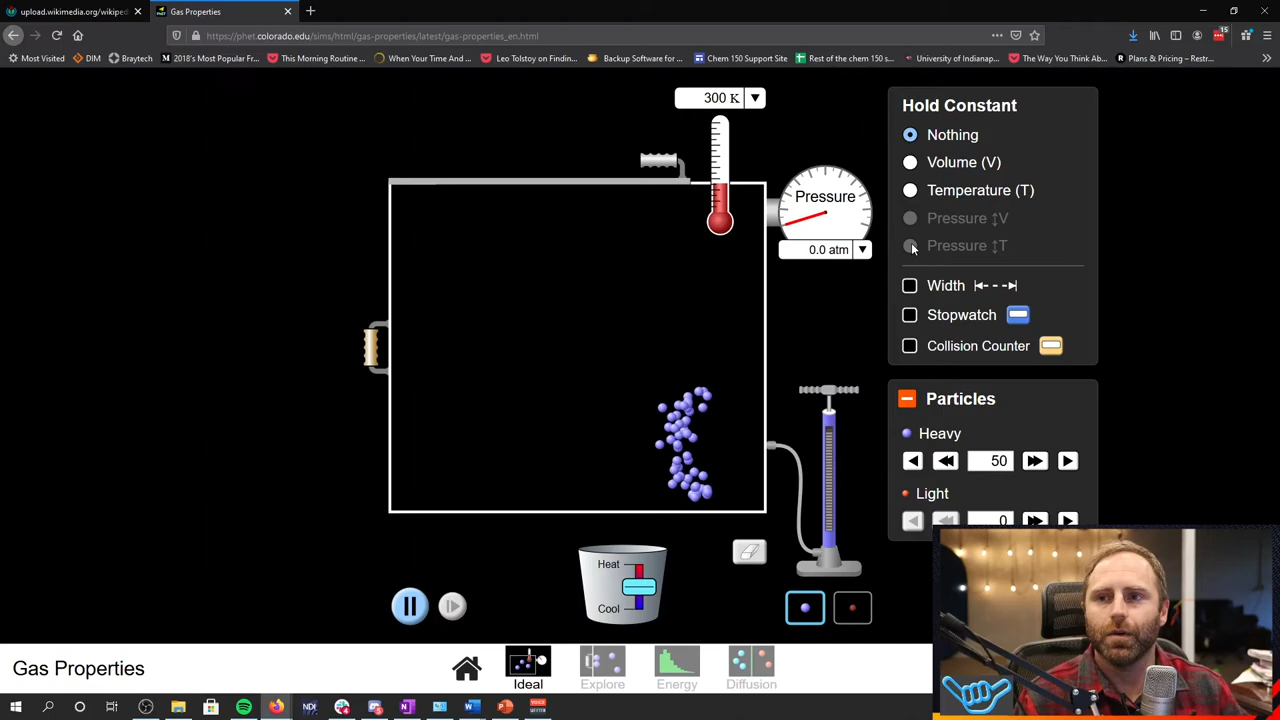 upload.wikimedia.org/wikiped
Gas Properties
https://phet.colorado.edu/sims/html/gas-properties/latest/gas-properties_en.html
15
Most Visited
DIM
Braytech
2018's Most Popular Fr...
This Morning Routine ...
When Your Time And ...
Leo Tolstoy on Findin...
Backup Software for ...
Chem 150 Support Site
Rest of the chem 150 s...
University of Indianap...
The Way You Think Ab...
Plans & Pricing – Restr...
300 K
Pressure
0.0 atm
Hold Constant
Nothing
Volume (V)
Temperature (T)
Pressure ↕V
Pressure ↕T
Width
Stopwatch
Collision Counter
Particles
Heavy
50
Light
0
Heat
Cool
Gas Properties
Ideal
Explore
Energy
Diffusion